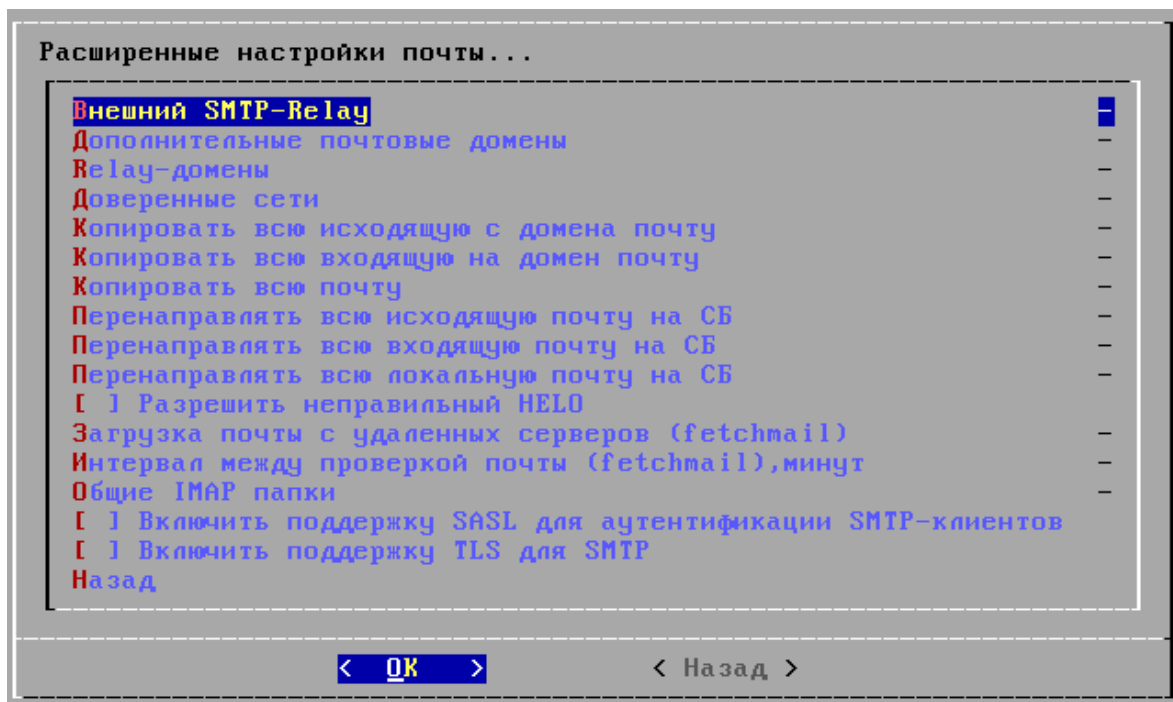 Расширенные настройки почты...
Внешний SMTP-Relay –
Дополнительные почтовые домены –
Relay-домены –
Доверенные сети –
Копировать всю исходящую с домена почту –
Копировать всю входящую на домен почту –
Копировать всю почту –
Перенаправлять всю исходящую почту на СБ –
Перенаправлять всю входящую почту на СБ –
Перенаправлять всю локальную почту на СБ –
[ ] Разрешить неправильный HELO
Загрузка почты с удаленных серверов (fetchmail) –
Интервал между проверкой почты (fetchmail),минут –
Общие IMAP папки –
[ ] Включить поддержку SASL для аутентификации SMTP-клиентов
[ ] Включить поддержку TLS для SMTP
Назад
< OK > < Назад >